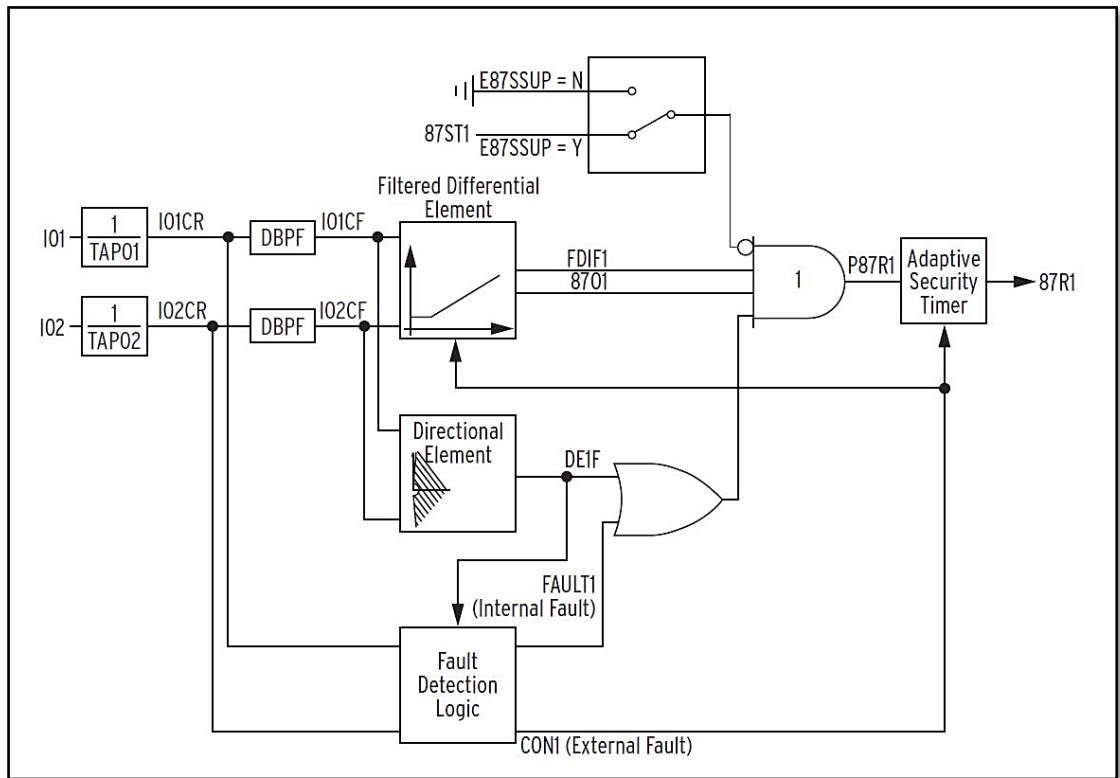 E87SSUP = N
87ST1
E87SSUP = Y
Filtered Differential
Element
I01
1
TAP01
I01CR
DBPF
I01CF
FDIF1
87O1
1
P87R1
Adaptive
Security
Timer
87R1
I02
1
TAP02
I02CR
DBPF
I02CF
Directional
Element
DE1F
FAULT1
(Internal Fault)
Fault
Detection
Logic
CON1 (External Fault)